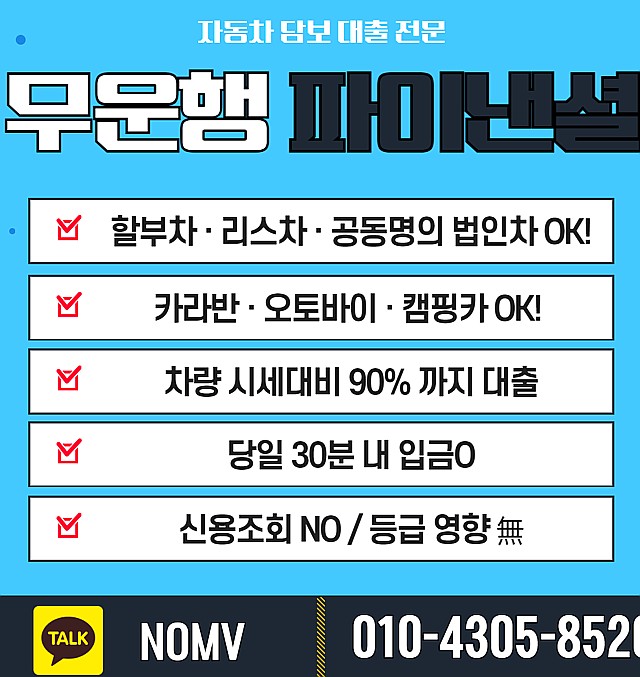 자동차 담보 대출 전문
무운행 파이낸셜
할부차 · 리스차 · 공동명의 법인차 OK!
카라반 · 오토바이 · 캠핑카 OK!
차량 시세대비 90% 까지 대출
당일 30분 내 입금O
신용조회 NO / 등급 영향 無
TALK NOMV 010-4305-8520